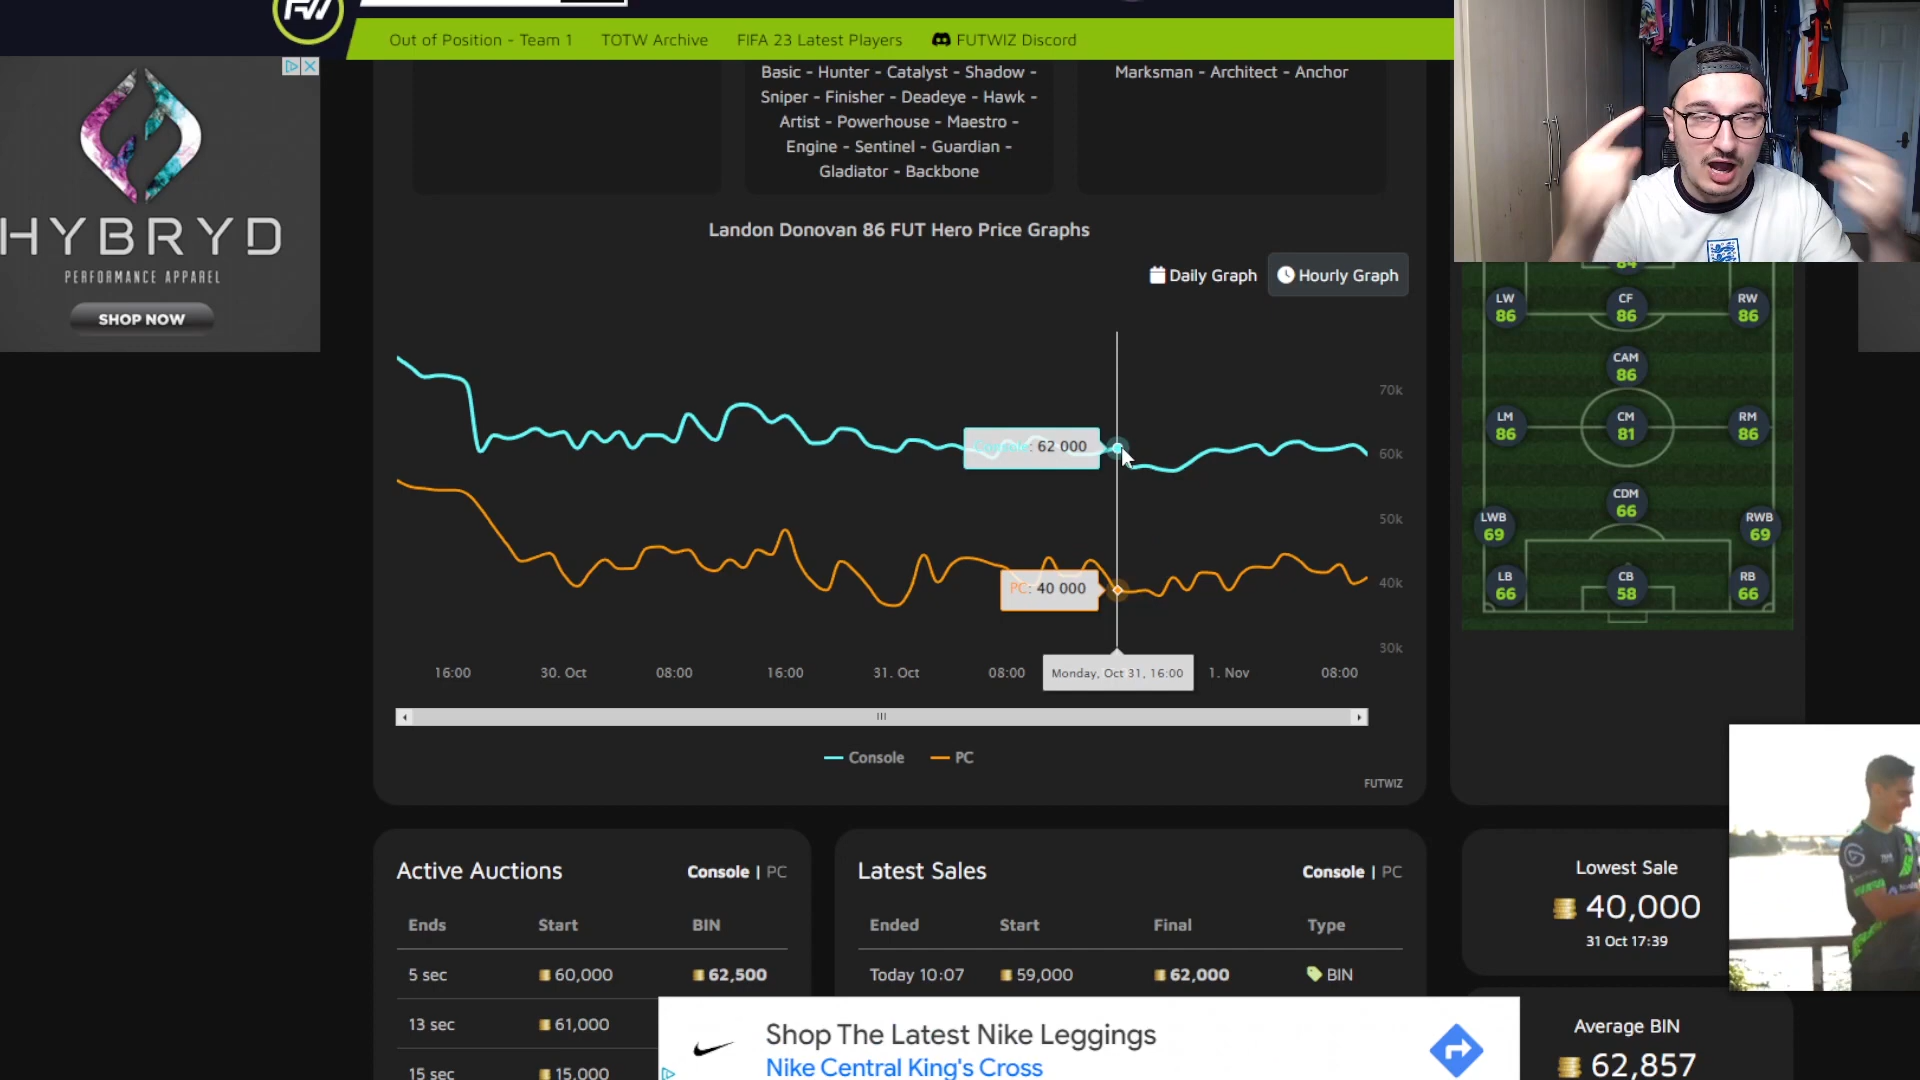 FW
Out of Position - Team 1
TOTW Archive
FIFA 23 Latest Players
FUTWIZ Discord
HYBRYD
PERFORMANCE APPAREL
SHOP NOW
Basic - Hunter - Catalyst - Shadow -
Sniper - Finisher - Deadeye - Hawk -
Artist - Powerhouse - Maestro -
Engine - Sentinel - Guardian -
Gladiator - Backbone
Marksman - Architect - Anchor
Landon Donovan 86 FUT Hero Price Graphs
Daily Graph
Hourly Graph
70k
60k
50k
40k
30k
Console: 62 000
PC: 40 000
16:00
30. Oct
08:00
16:00
31. Oct
08:00
Monday, Oct 31, 16:00
1. Nov
08:00
Console
PC
FUTWIZ
84
LW
86
CF
86
RW
86
CAM
86
LM
86
CM
81
RM
86
CDM
66
LWB
69
RWB
69
LB
66
CB
58
RB
66
Active Auctions
Console | PC
Ends Start BIN
5 sec 60,000 62,500
13 sec 61,000
15 sec 15,000
Latest Sales
Console | PC
Ended Start Final Type
Today 10:07 59,000 62,000 BIN
Lowest Sale
40,000
31 Oct 17:39
Average BIN
62,857
Shop The Latest Nike Leggings
Nike Central King's Cross